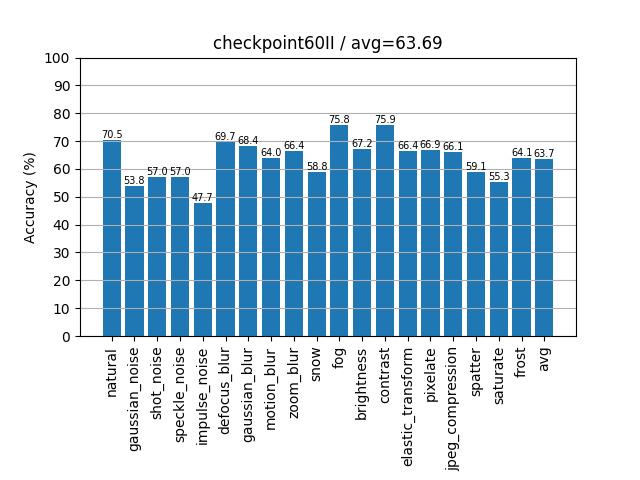 checkpoint60II / avg=63.69
Accuracy (%)
100
90
80
70
60
50
40
30
20
10
0
70.5
53.8
57.0
57.0
47.7
69.7
68.4
64.0
66.4
58.8
75.8
67.2
75.9
66.4
66.9
66.1
59.1
55.3
64.1
63.7
natural
gaussian_noise
shot_noise
speckle_noise
impulse_noise
defocus_blur
gaussian_blur
motion_blur
zoom_blur
snow
fog
brightness
contrast
elastic_transform
pixelate
jpeg_compression
spatter
saturate
frost
avg